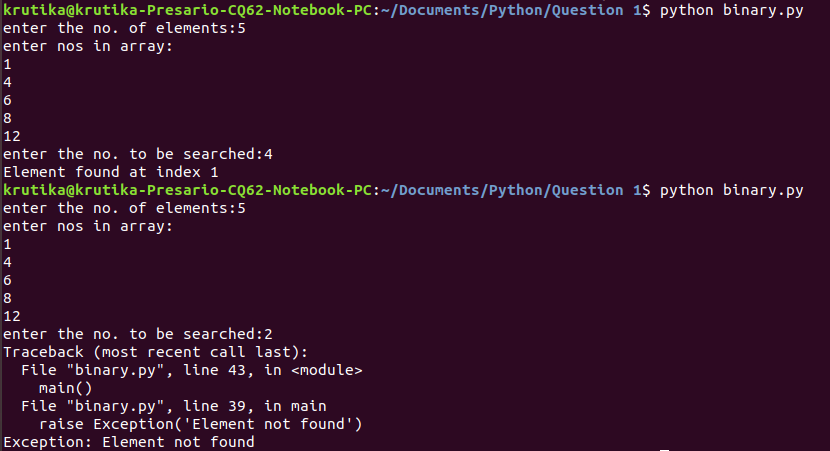 krutika@krutika-Presario-CQ62-Notebook-PC:~/Documents/Python/Question 1$ python binary.py
enter the no. of elements:5
enter nos in array:
1
4
6
8
12
enter the no. to be searched:4
Element found at index 1
krutika@krutika-Presario-CQ62-Notebook-PC:~/Documents/Python/Question 1$ python binary.py
enter the no. of elements:5
enter nos in array:
1
4
6
8
12
enter the no. to be searched:2
Traceback (most recent call last):
  File "binary.py", line 43, in <module>
    main()
  File "binary.py", line 39, in main
    raise Exception('Element not found')
Exception: Element not found